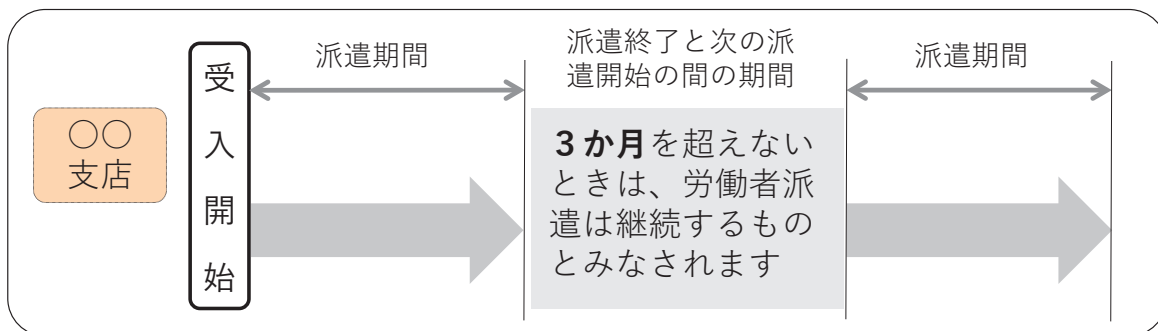 ○○
支店
受入開始
派遣期間
派遣終了と次の派
遣開始の間の期間
３か月を超えない
ときは、労働者派
遣は継続するもの
とみなされます
派遣期間